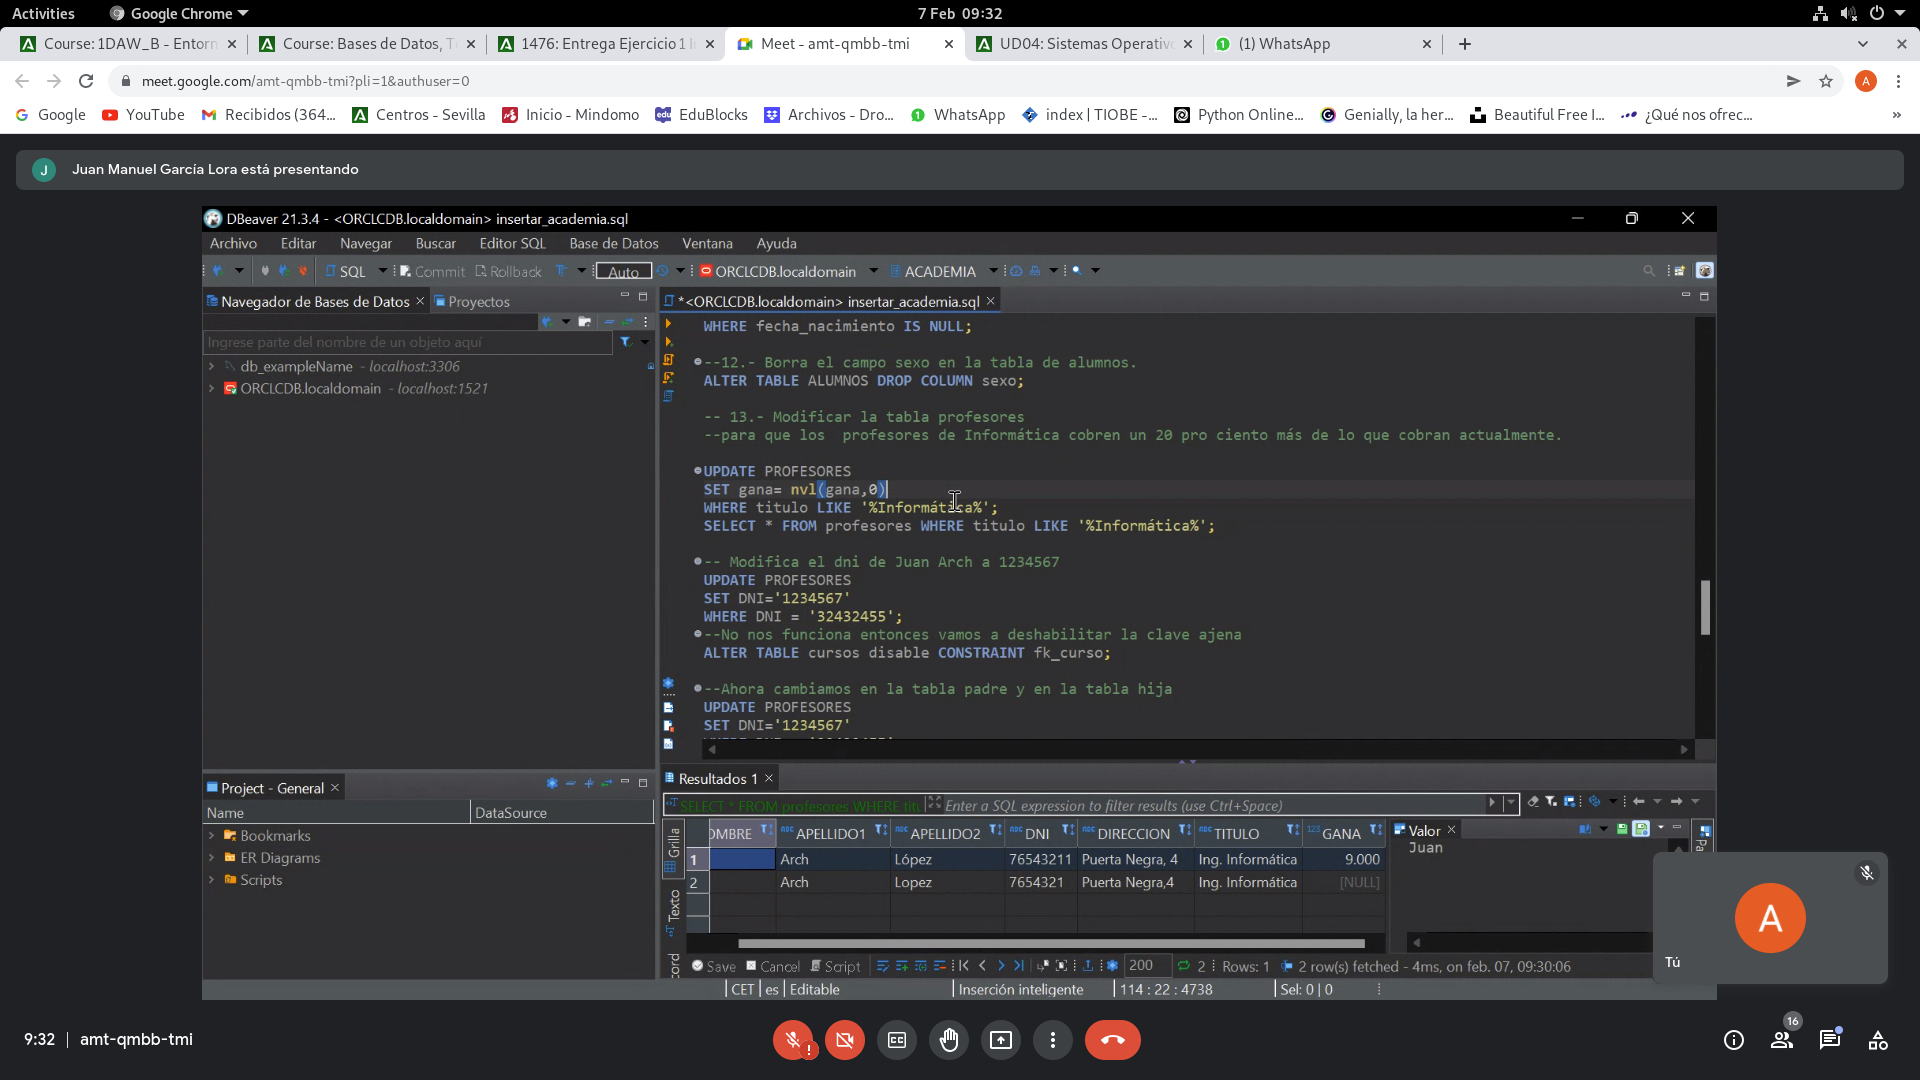 Activities
Google Chrome
7 Feb 09:32
Course: 1DAW_B - Entorn
Course: Bases de Datos, T
1476: Entrega Ejercicio 1 I
Meet - amt-qmbb-tmi
UD04: Sistemas Operativo
(1) WhatsApp
meet.google.com/amt-qmbb-tmi?pli=1&authuser=0
A
Google
YouTube
Recibidos (364...
Centros - Sevilla
Inicio - Mindomo
EduBlocks
Archivos - Dro...
WhatsApp
index | TIOBE -...
Python Online...
Genially, la her...
Beautiful Free I...
¿Qué nos ofrec...
J
Juan Manuel García Lora está presentando
DBeaver 21.3.4 - <ORCLCDB.localdomain> insertar_academia.sql
Archivo Editar Navegar Buscar Editor SQL Base de Datos Ventana Ayuda
SQL Commit Rollback Auto ORCLCDB.localdomain ACADEMIA
Navegador de Bases de Datos
Proyectos
*<ORCLCDB.localdomain> insertar_academia.sql
Ingrese parte del nombre de un objeto aquí
db_exampleName - localhost:3306
ORCLCDB.localdomain - localhost:1521
WHERE fecha_nacimiento IS NULL;
--12.- Borra el campo sexo en la tabla de alumnos.
ALTER TABLE ALUMNOS DROP COLUMN sexo;
-- 13.- Modificar la tabla profesores
--para que los  profesores de Informática cobren un 20 pro ciento más de lo que cobran actualmente.
UPDATE PROFESORES
SET gana= nvl(gana,0)
WHERE titulo LIKE '%Informática%';
SELECT * FROM profesores WHERE titulo LIKE '%Informática%';
-- Modifica el dni de Juan Arch a 1234567
UPDATE PROFESORES
SET DNI='1234567'
WHERE DNI = '32432455';
--No nos funciona entonces vamos a deshabilitar la clave ajena
ALTER TABLE cursos disable CONSTRAINT fk_curso;
--Ahora cambiamos en la tabla padre y en la tabla hija
UPDATE PROFESORES
SET DNI='1234567'
Project - General
Name DataSource
Bookmarks
ER Diagrams
Scripts
Resultados 1
SELECT * FROM profesores WHERE titu
Enter a SQL expression to filter results (use Ctrl+Space)
Grilla
Texto
OMBRE APELLIDO1 APELLIDO2 DNI DIRECCION TITULO 123 GANA
1 Arch López 76543211 Puerta Negra, 4 Ing. Informática 9.000
2 Arch Lopez 7654321 Puerta Negra,4 Ing. Informática [NULL]
Valor
Juan
Save Cancel Script 200 2 Rows: 1 2 row(s) fetched - 4ms, on feb. 07, 09:30:06
CET es Editable Inserción inteligente 114 : 22 : 4738 Sel: 0 | 0
A
Tú
9:32 | amt-qmbb-tmi
16